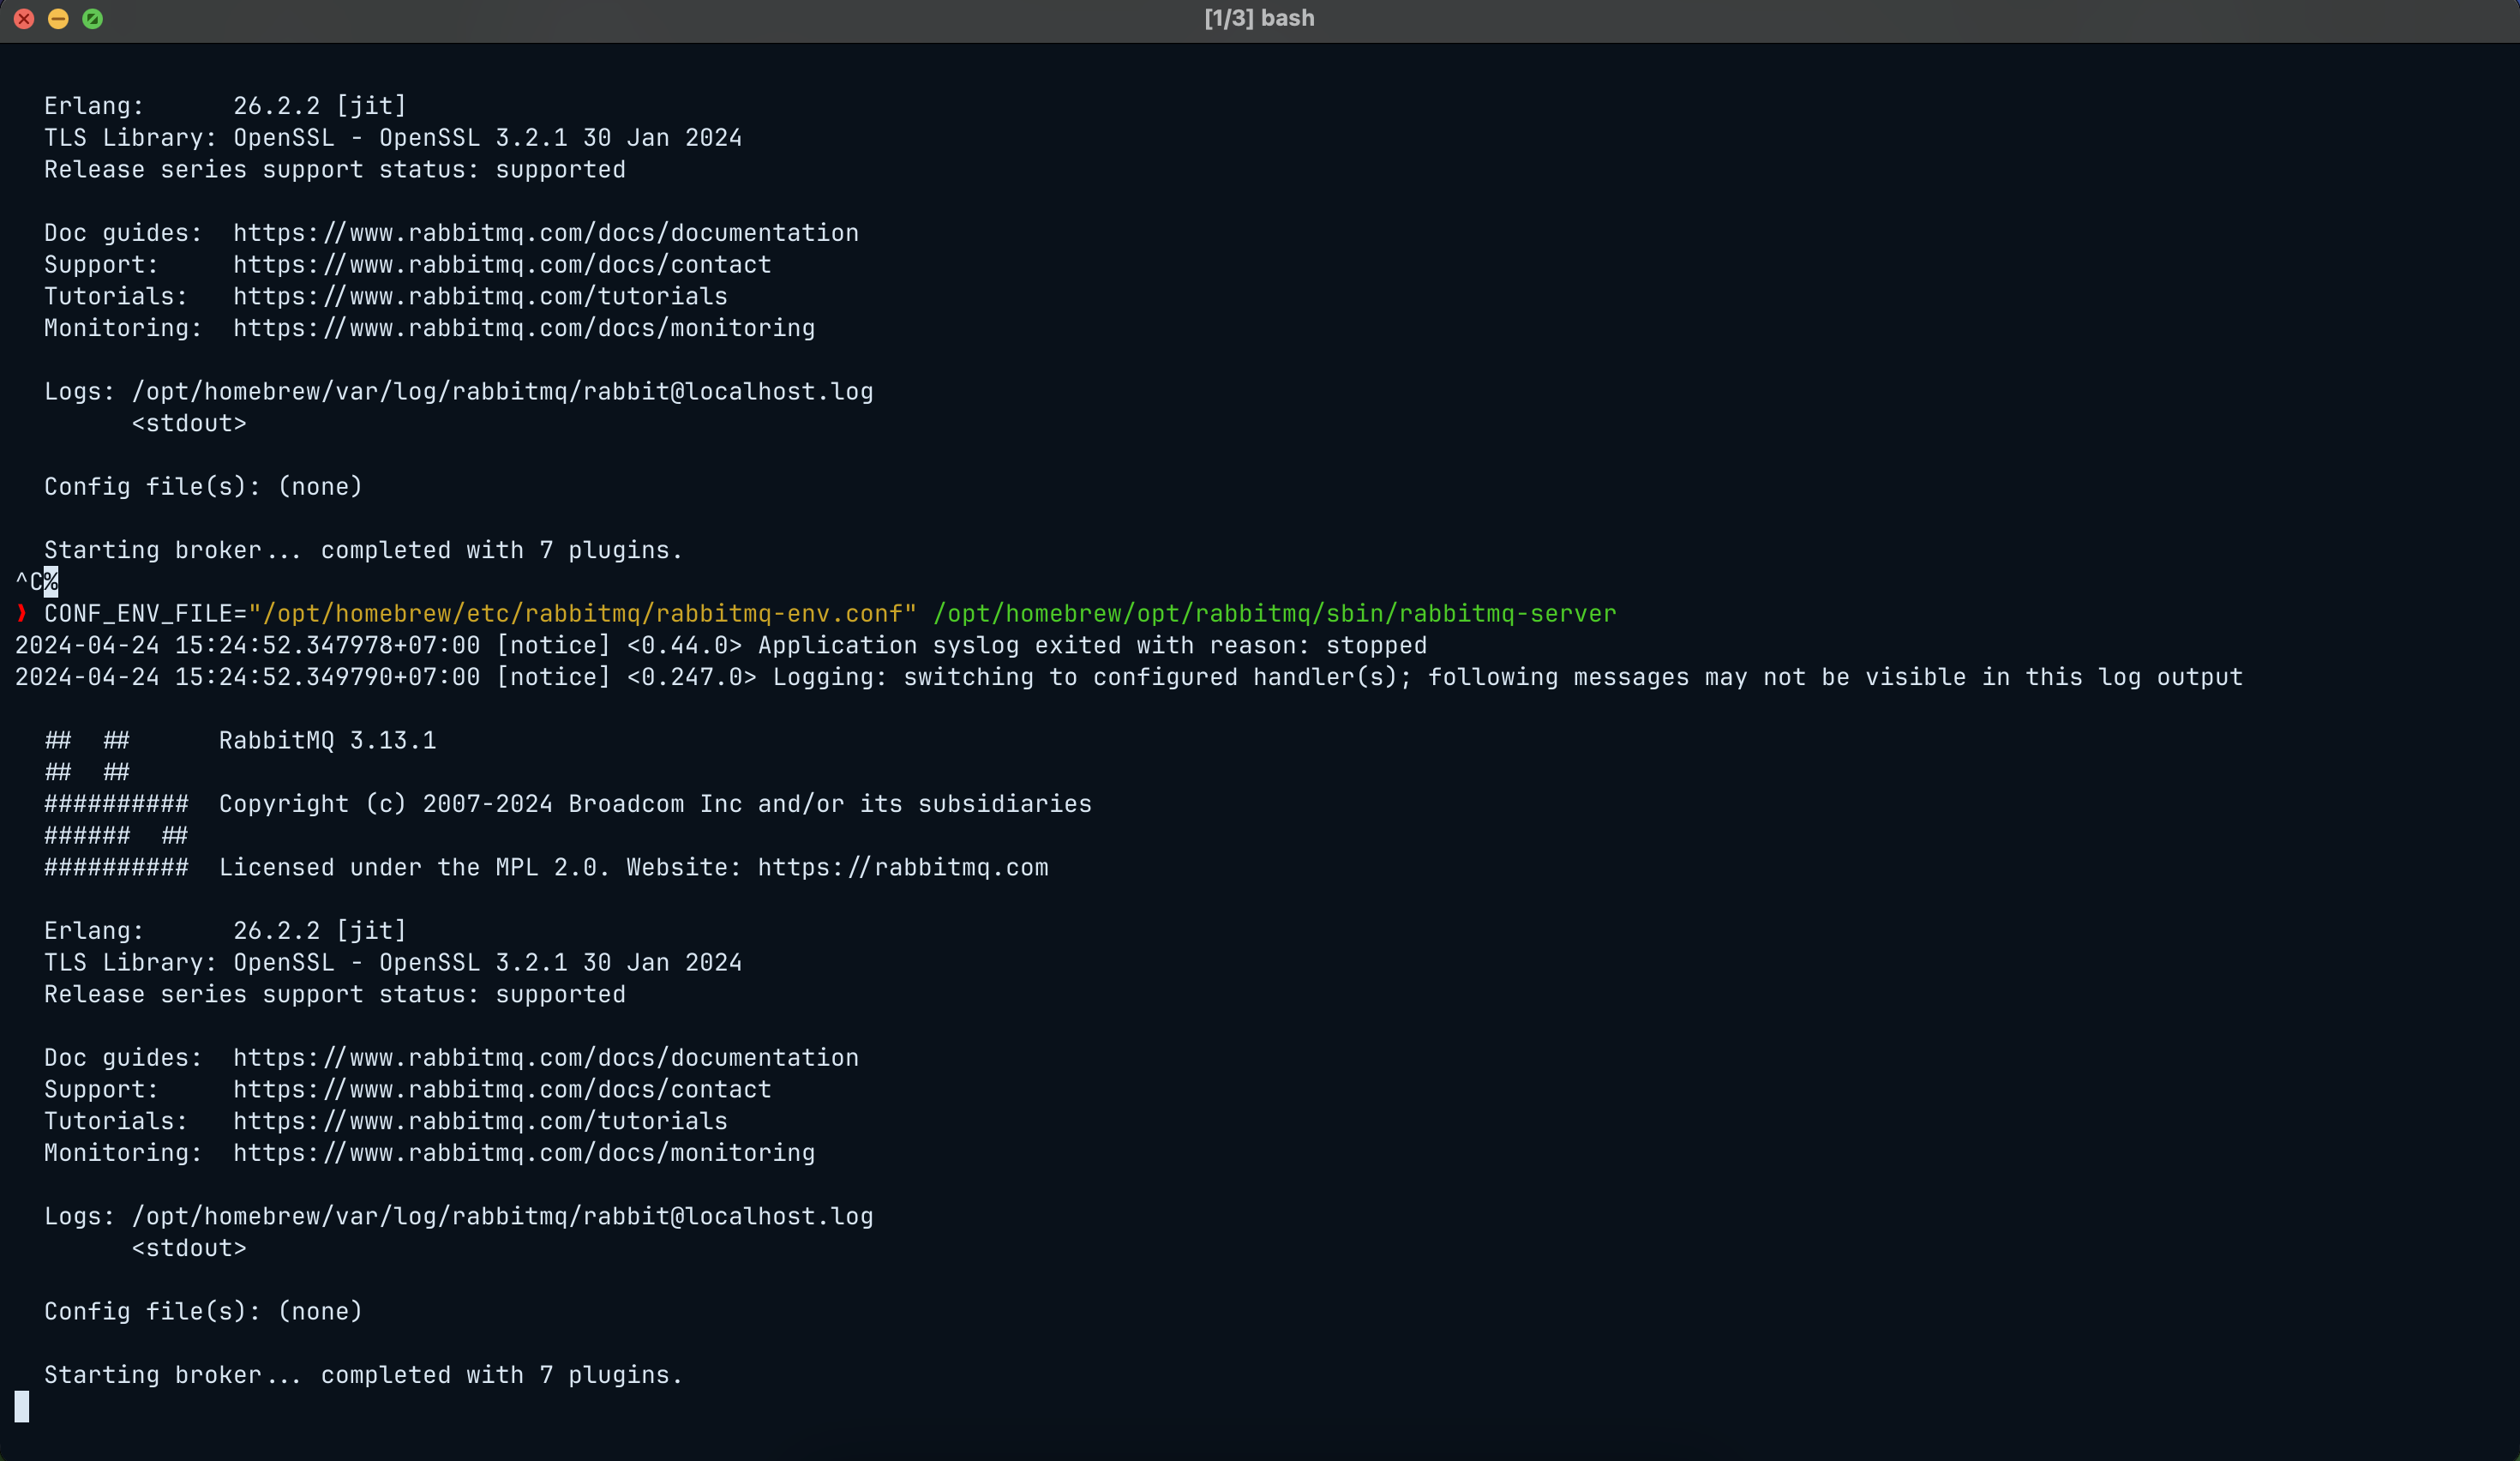 [1/3] bash
Erlang:      26.2.2 [jit]
TLS Library: OpenSSL - OpenSSL 3.2.1 30 Jan 2024
Release series support status: supported
Doc guides:  https://www.rabbitmq.com/docs/documentation
Support:     https://www.rabbitmq.com/docs/contact
Tutorials:   https://www.rabbitmq.com/tutorials
Monitoring:  https://www.rabbitmq.com/docs/monitoring
Logs: /opt/homebrew/var/log/rabbitmq/rabbit@localhost.log
<stdout>
Config file(s): (none)
Starting broker... completed with 7 plugins.
^C%
❯ CONF_ENV_FILE="/opt/homebrew/etc/rabbitmq/rabbitmq-env.conf" /opt/homebrew/opt/rabbitmq/sbin/rabbitmq-server
2024-04-24 15:24:52.347978+07:00 [notice] <0.44.0> Application syslog exited with reason: stopped
2024-04-24 15:24:52.349790+07:00 [notice] <0.247.0> Logging: switching to configured handler(s); following messages may not be visible in this log output
##  ##      RabbitMQ 3.13.1
##  ##
##########  Copyright (c) 2007-2024 Broadcom Inc and/or its subsidiaries
######  ##
##########  Licensed under the MPL 2.0. Website: https://rabbitmq.com
Erlang:      26.2.2 [jit]
TLS Library: OpenSSL - OpenSSL 3.2.1 30 Jan 2024
Release series support status: supported
Doc guides:  https://www.rabbitmq.com/docs/documentation
Support:     https://www.rabbitmq.com/docs/contact
Tutorials:   https://www.rabbitmq.com/tutorials
Monitoring:  https://www.rabbitmq.com/docs/monitoring
Logs: /opt/homebrew/var/log/rabbitmq/rabbit@localhost.log
<stdout>
Config file(s): (none)
Starting broker... completed with 7 plugins.